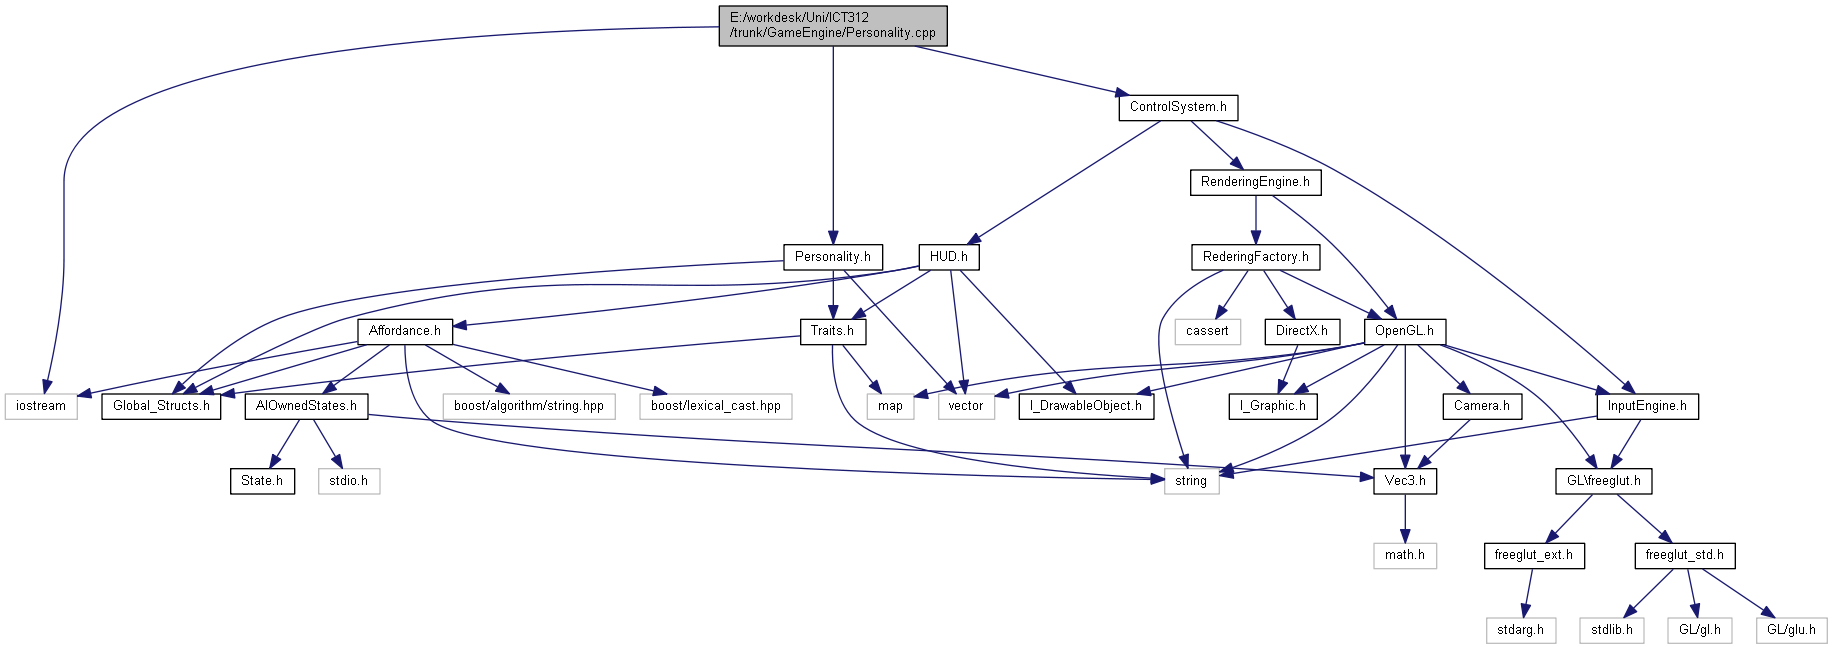 E:/workdesk/Uni/ICT312
/trunk/GameEngine/Personality.cpp
ControlSystem.h
RenderingEngine.h
Personality.h
HUD.h
RederingFactory.h
Affordance.h
Traits.h
cassert
DirectX.h
OpenGL.h
iostream
Global_Structs.h
AIOwnedStates.h
boost/algorithm/string.hpp
boost/lexical_cast.hpp
map
vector
I_DrawableObject.h
I_Graphic.h
Camera.h
InputEngine.h
State.h
stdio.h
string
Vec3.h
GL\freeglut.h
math.h
freeglut_ext.h
freeglut_std.h
stdarg.h
stdlib.h
GL/gl.h
GL/glu.h